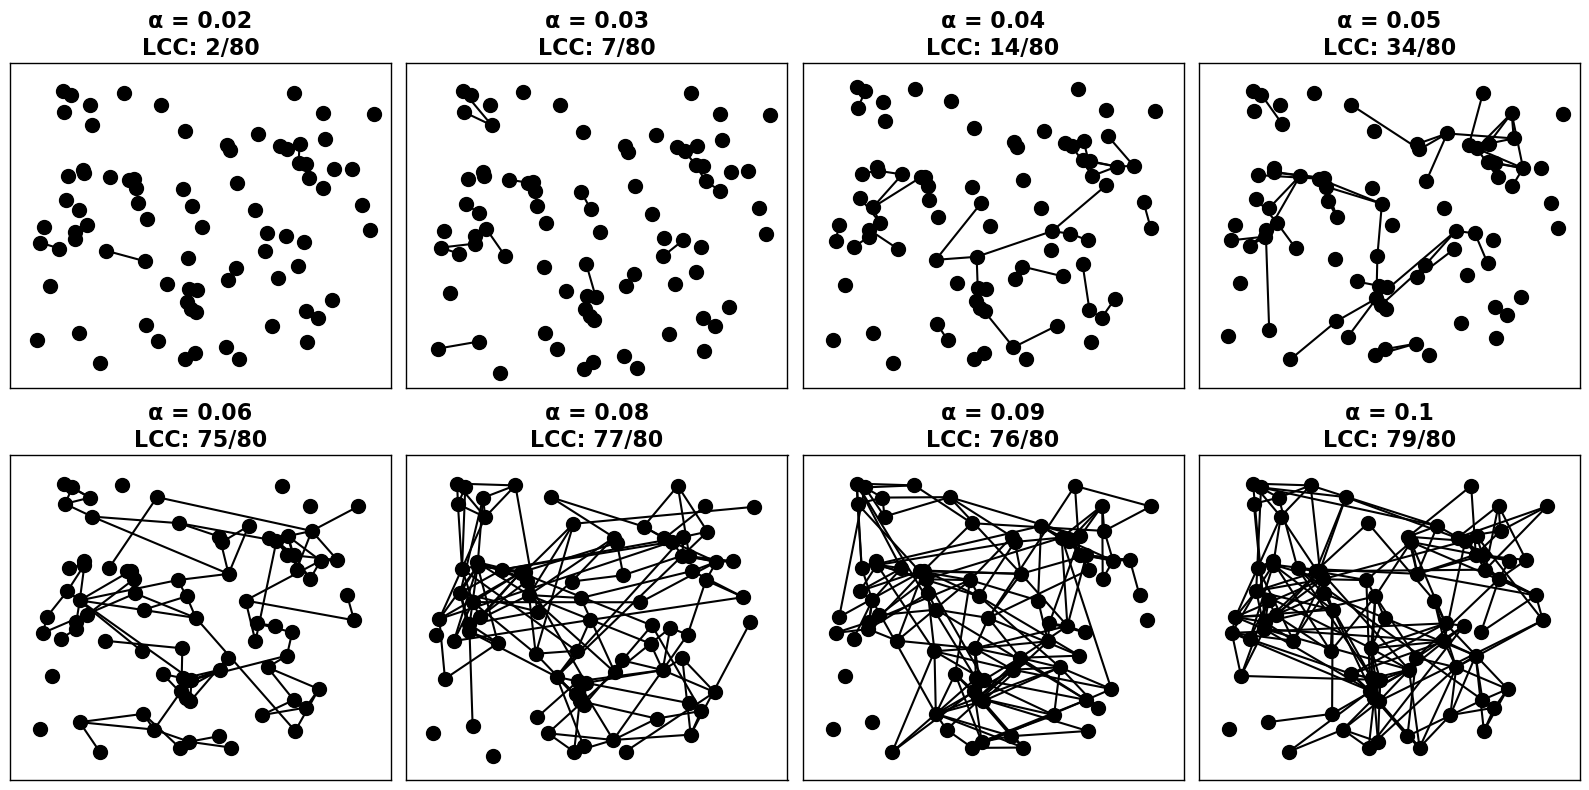 α = 0.02
LCC: 2/80
α = 0.03
LCC: 7/80
α = 0.04
LCC: 14/80
α = 0.05
LCC: 34/80
α = 0.06
LCC: 75/80
α = 0.08
LCC: 77/80
α = 0.09
LCC: 76/80
α = 0.1
LCC: 79/80